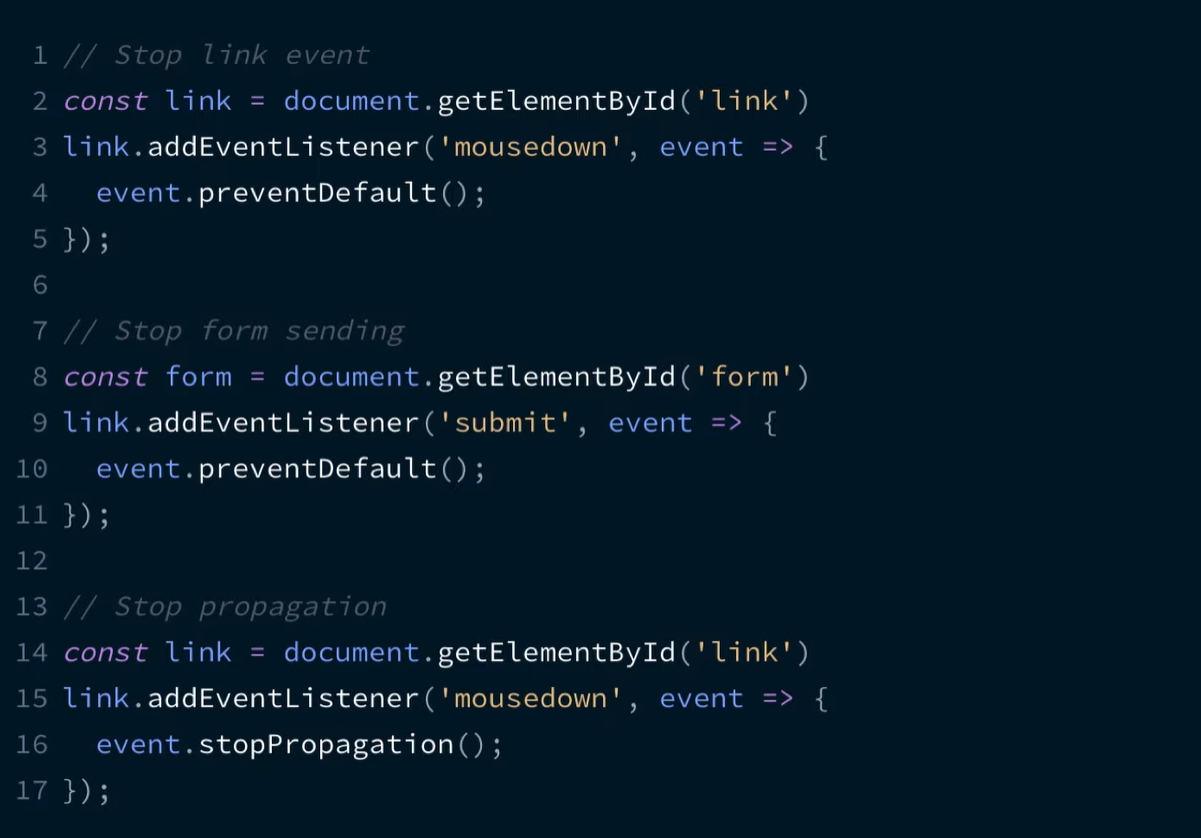 1 // Stop link event
2 const link = document.getElementById('link')
3 link.addEventListener('mousedown', event => {
4   event.preventDefault();
5 });
6
7 // Stop form sending
8 const form = document.getElementById('form')
9 link.addEventListener('submit', event => {
10   event.preventDefault();
11 });
12
13 // Stop propagation
14 const link = document.getElementById('link')
15 link.addEventListener('mousedown', event => {
16   event.stopPropagation();
17 });